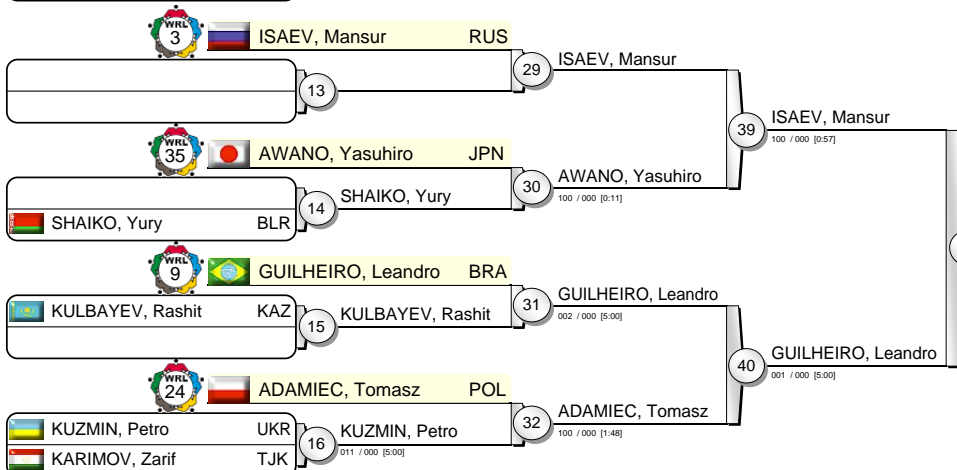 WRL
3
ISAEV, Mansur RUS
29
ISAEV, Mansur
13
39
ISAEV, Mansur
100 / 000 [0:57]
WRL
35
AWANO, Yasuhiro JPN
30
AWANO, Yasuhiro
100 / 000 [0:11]
14
SHAIKO, Yury
SHAIKO, Yury BLR
WRL
9
GUILHEIRO, Leandro BRA
31
GUILHEIRO, Leandro
002 / 000 [5:00]
KULBAYEV, Rashit KAZ
15
KULBAYEV, Rashit
40
GUILHEIRO, Leandro
001 / 000 [5:00]
WRL
24
ADAMIEC, Tomasz POL
32
ADAMIEC, Tomasz
100 / 000 [1:48]
KUZMIN, Petro UKR
16
KUZMIN, Petro
011 / 000 [5:00]
KARIMOV, Zarif TJK